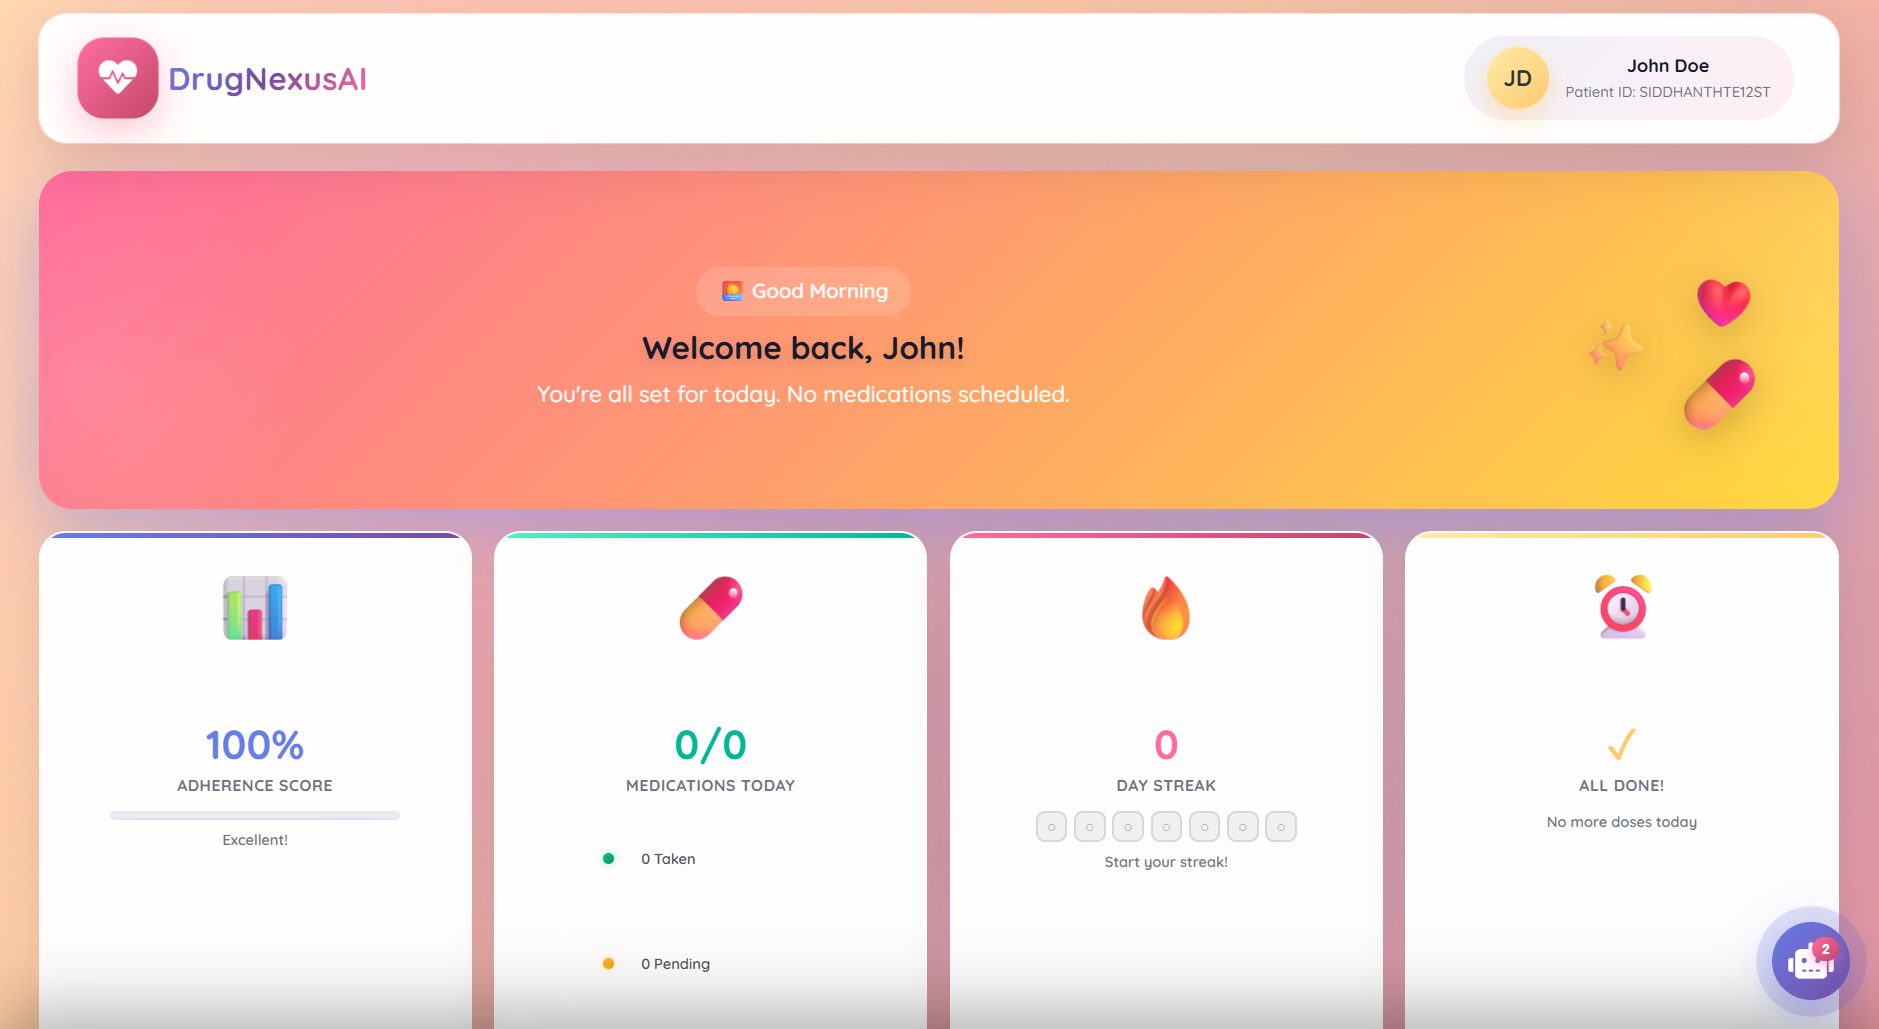 DrugNexusAI
JD
John Doe
Patient ID: SIDDHANTHTE12ST
Good Morning
Welcome back, John!
You're all set for today. No medications scheduled.
100%
ADHERENCE SCORE
Excellent!
0/0
MEDICATIONS TODAY
0 Taken
0 Pending
0
DAY STREAK
Start your streak!
✓
ALL DONE!
No more doses today
2